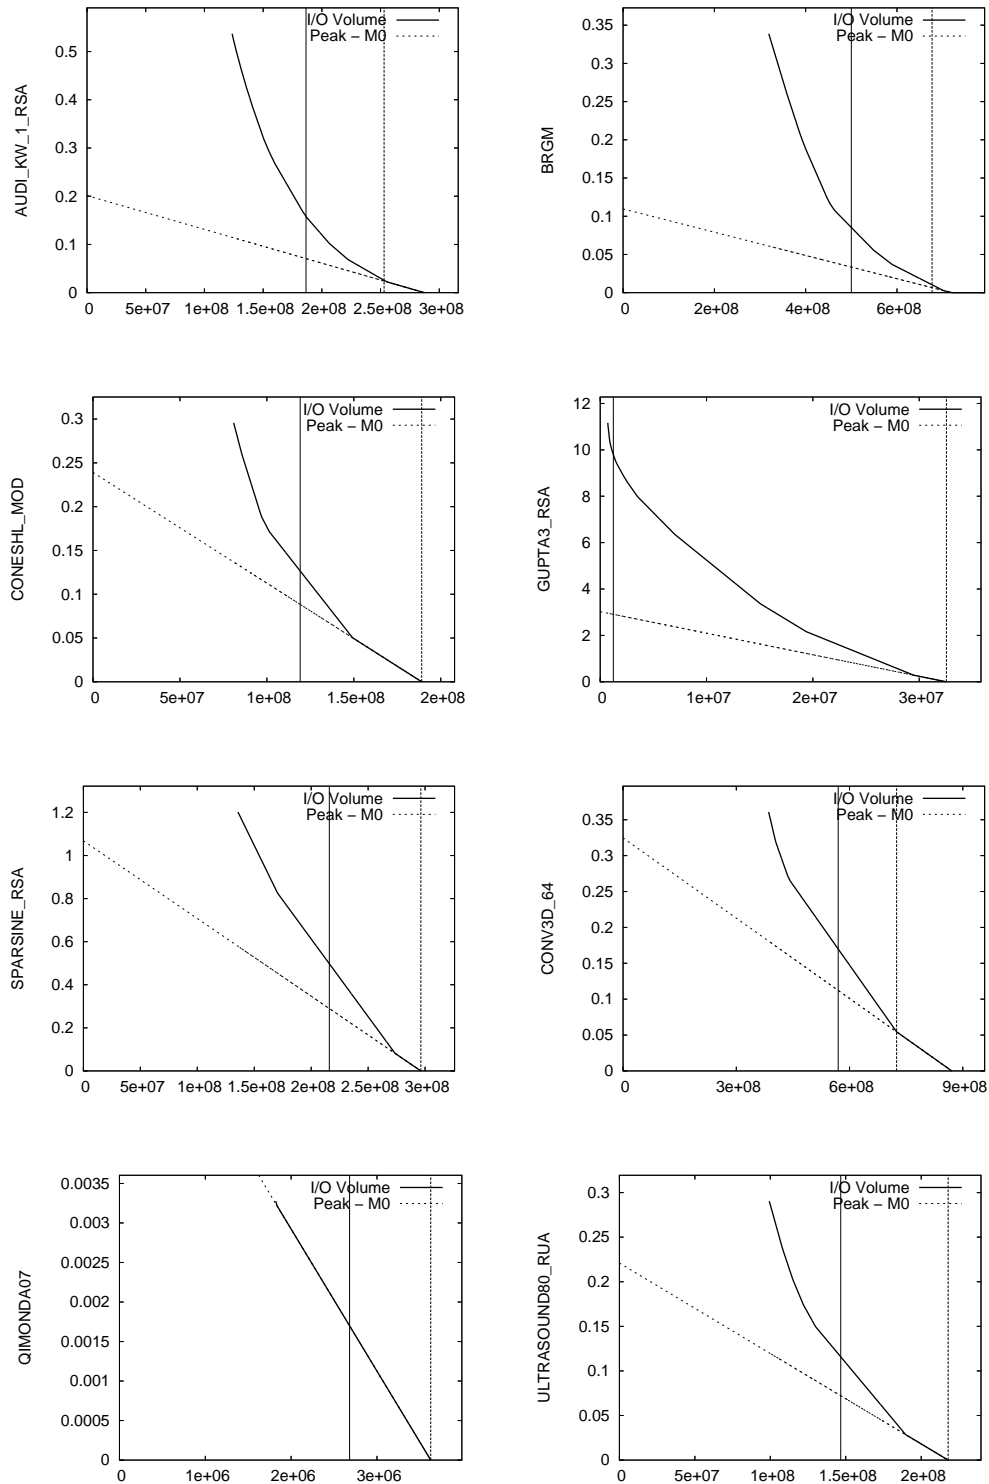 I/O Volume
Peak – M0
AUDI_KW_1_RSA
0.5
0.4
0.3
0.2
0.1
0
0 5e+07 1e+08 1.5e+08 2e+08 2.5e+08 3e+08
I/O Volume
Peak – M0
BRGM
0.35
0.3
0.25
0.2
0.15
0.1
0.05
0
0 2e+08 4e+08 6e+08
I/O Volume
Peak – M0
CONESHL_MOD
0.3
0.25
0.2
0.15
0.1
0.05
0
0 5e+07 1e+08 1.5e+08 2e+08
I/O Volume
Peak – M0
GUPTA3_RSA
12
10
8
6
4
2
0
0 1e+07 2e+07 3e+07
I/O Volume
Peak – M0
SPARSINE_RSA
1.2
1
0.8
0.6
0.4
0.2
0
0 5e+07 1e+08 1.5e+08 2e+08 2.5e+08 3e+08
I/O Volume
Peak – M0
CONV3D_64
0.35
0.3
0.25
0.2
0.15
0.1
0.05
0
0 3e+08 6e+08 9e+08
I/O Volume
Peak – M0
QIMONDA07
0.0035
0.003
0.0025
0.002
0.0015
0.001
0.0005
0
0 1e+06 2e+06 3e+06
I/O Volume
Peak – M0
ULTRASOUND80_RUA
0.3
0.25
0.2
0.15
0.1
0.05
0
0 5e+07 1e+08 1.5e+08 2e+08